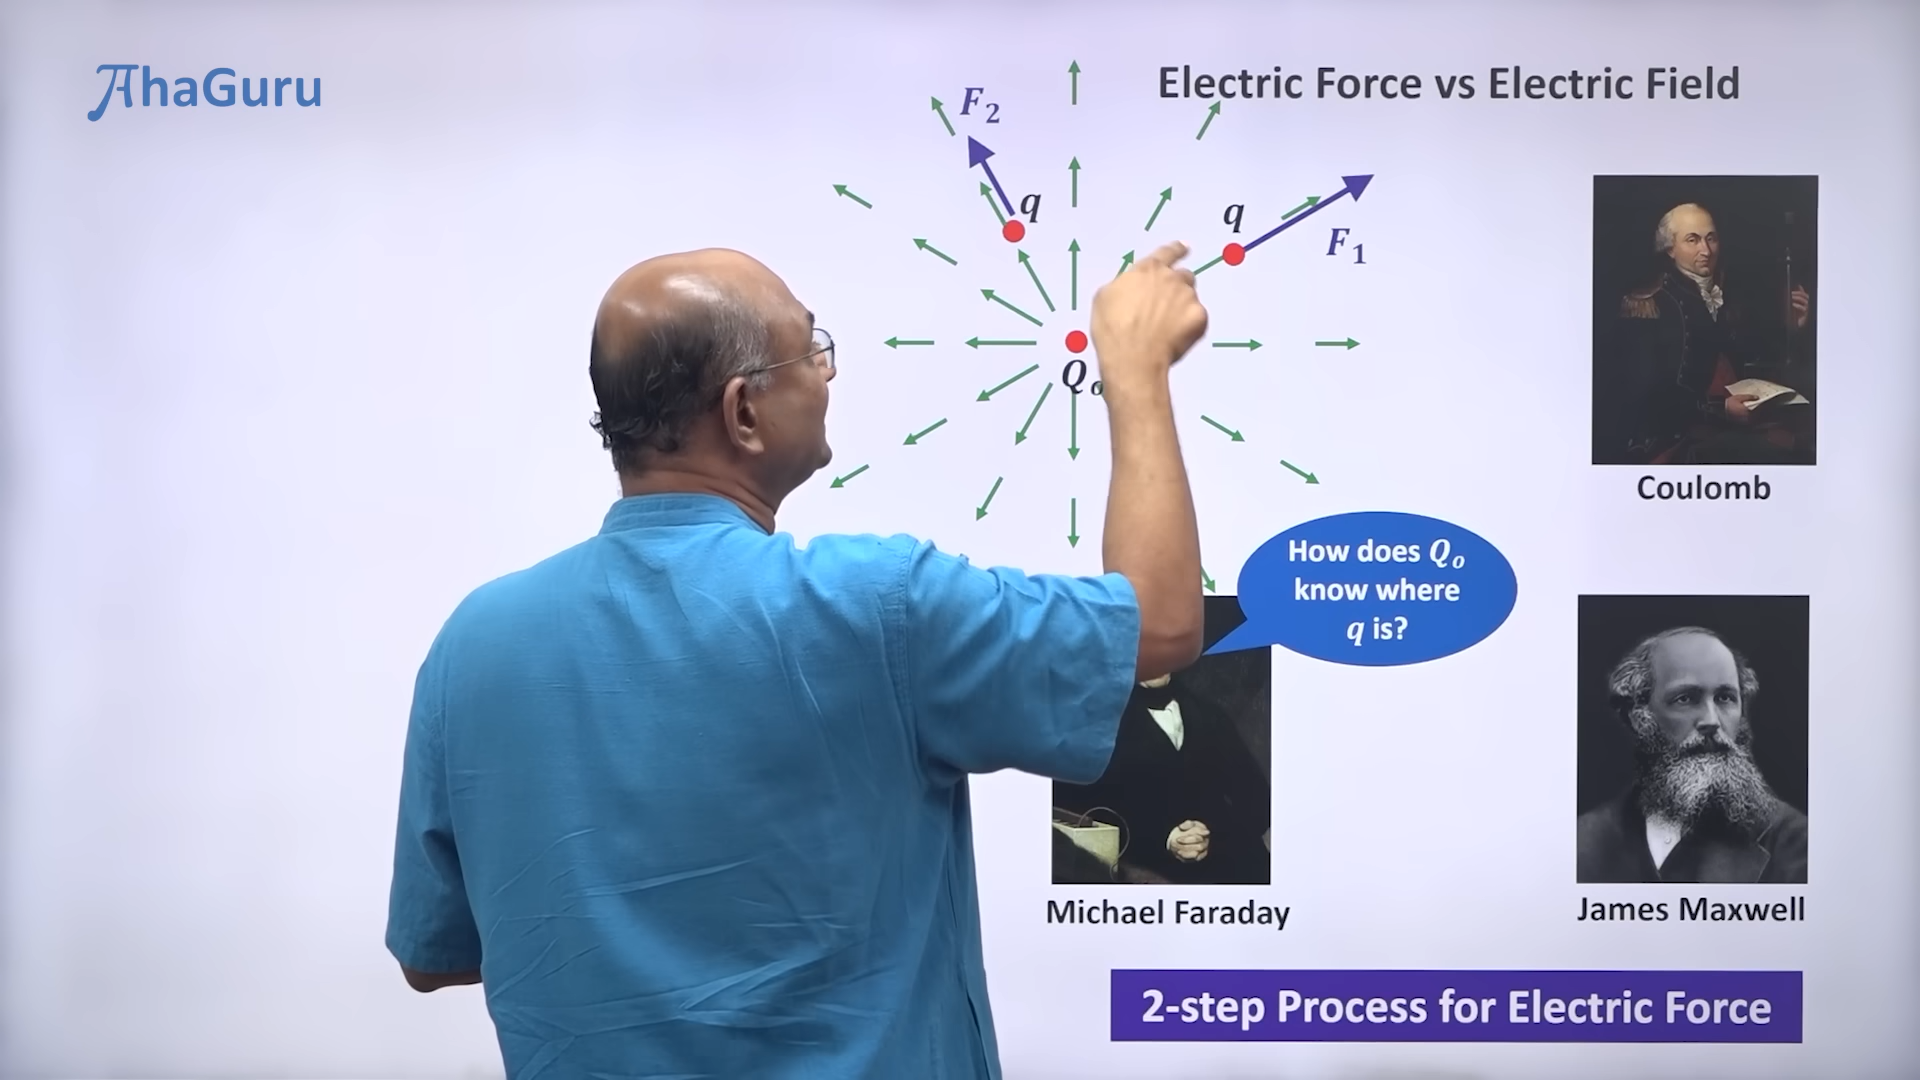 AhaGuru
Electric Force vs Electric Field
F₂
q
q
F₁
Qₒ
Coulomb
How does Qₒ
know where
q is?
Michael Faraday
James Maxwell
2-step Process for Electric Force